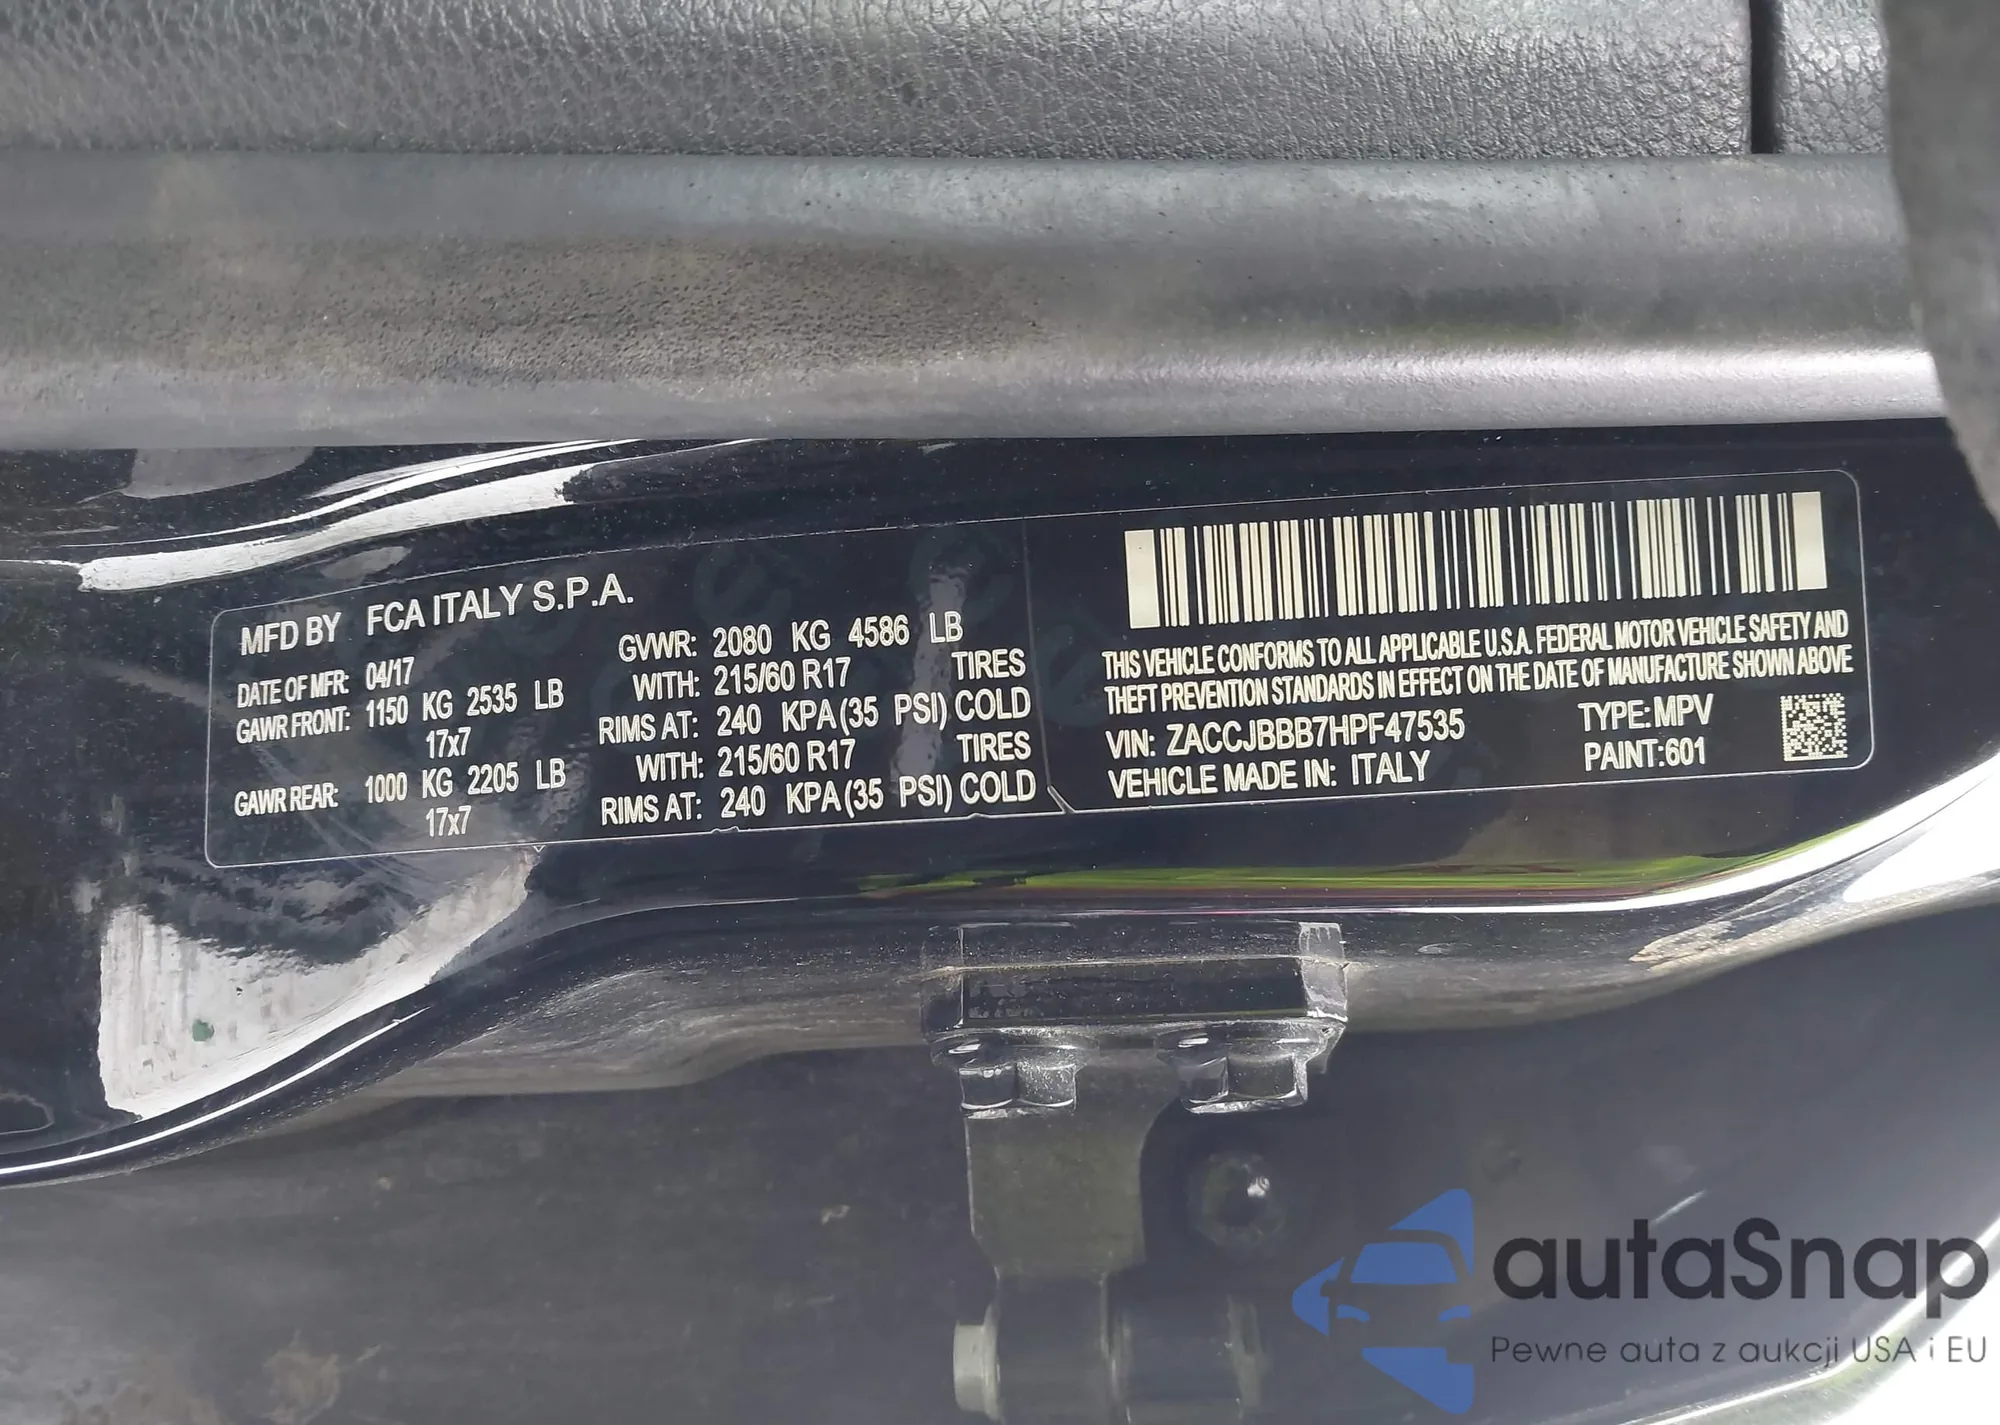 MFD BY FCA ITALY S.P.A.
DATE OF MFR: 04/17
GAWR FRONT: 1150 KG 2535 LB
17x7
GAWR REAR: 1000 KG 2205 LB
17x7
GVWR: 2080 KG 4586 LB
WITH: 215/60 R17 TIRES
RIMS AT: 240 KPA(35 PSI) COLD
WITH: 215/60 R17 TIRES
RIMS AT: 240 KPA(35 PSI) COLD
THIS VEHICLE CONFORMS TO ALL APPLICABLE U.S.A. FEDERAL MOTOR VEHICLE SAFETY AND
THEFT PREVENTION STANDARDS IN EFFECT ON THE DATE OF MANUFACTURE SHOWN ABOVE
VIN: ZACCJBBB7HPF47535 TYPE: MPV
VEHICLE MADE IN: ITALY PAINT: 601
autaSnap
Pewne auta z aukcji USA i EU